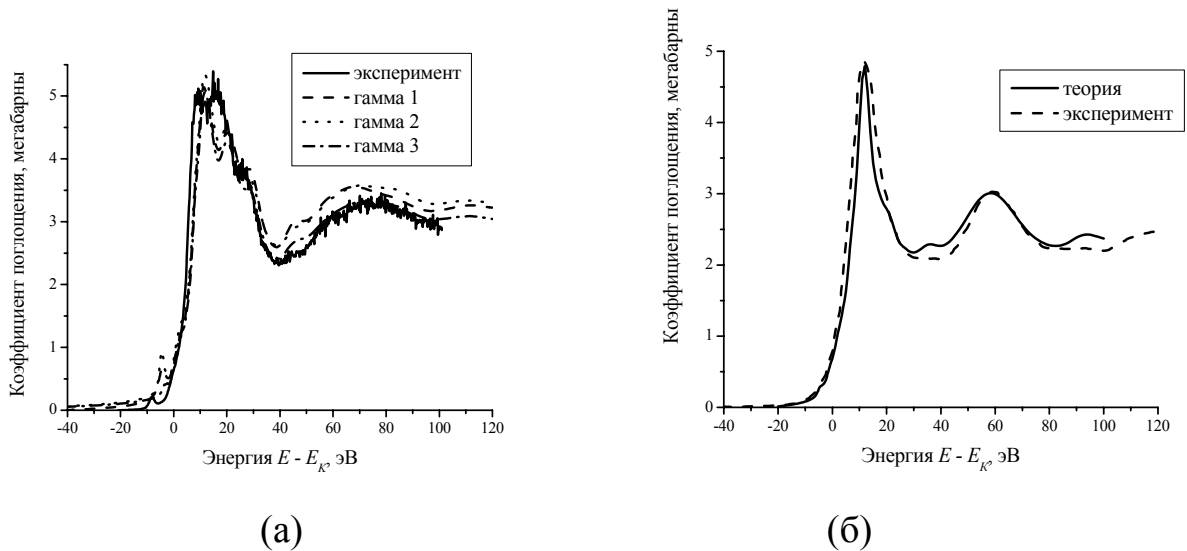 Коэффициент поглощения, мегабарны
5
4
3
2
1
0
-40 -20 0 20 40 60 80 100 120
Энергия E - E_K, эВ
эксперимент
гамма 1
гамма 2
гамма 3
(а)
Коэффициент поглощения, мегабарны
5
4
3
2
1
0
-40 -20 0 20 40 60 80 100 120
Энергия E - E_K, эВ
теория
эксперимент
(б)